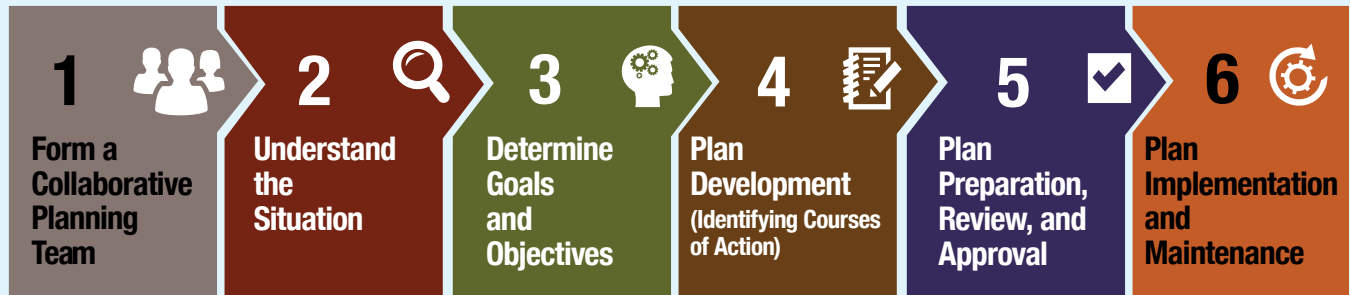 1
Form a
Collaborative
Planning
Team
2
Understand
the
Situation
3
Determine
Goals
and
Objectives
4
Plan
Development
(Identifying Courses
of Action)
5
Plan
Preparation,
Review, and
Approval
6
Plan
Implementation
and
Maintenance